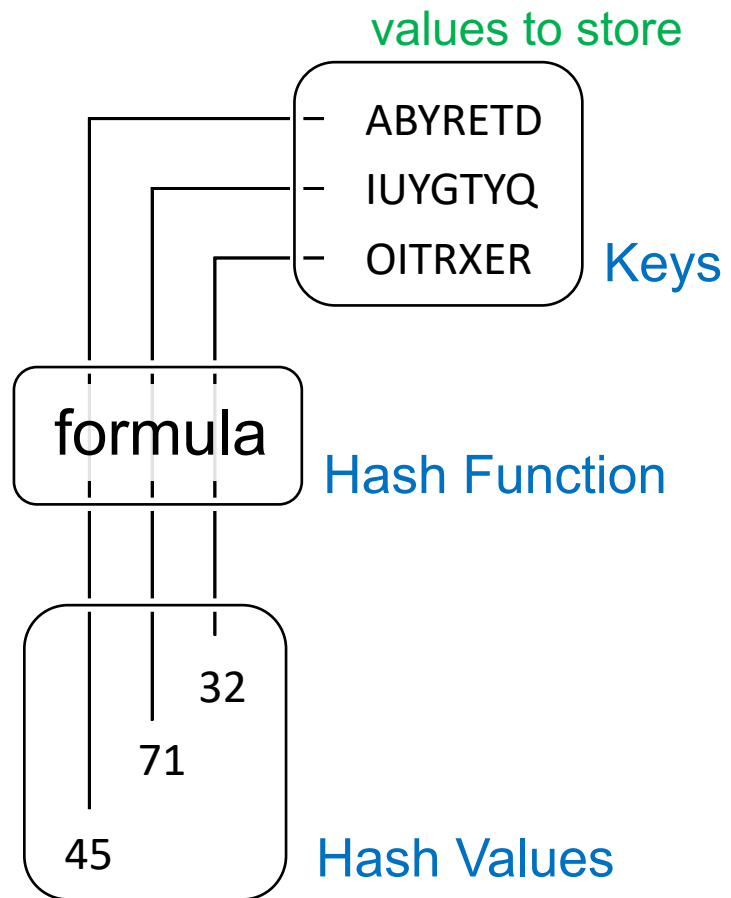 values to store
ABYRETD
IUYGTYQ
OITRXER
Keys
formula
Hash Function
32
71
45
Hash Values